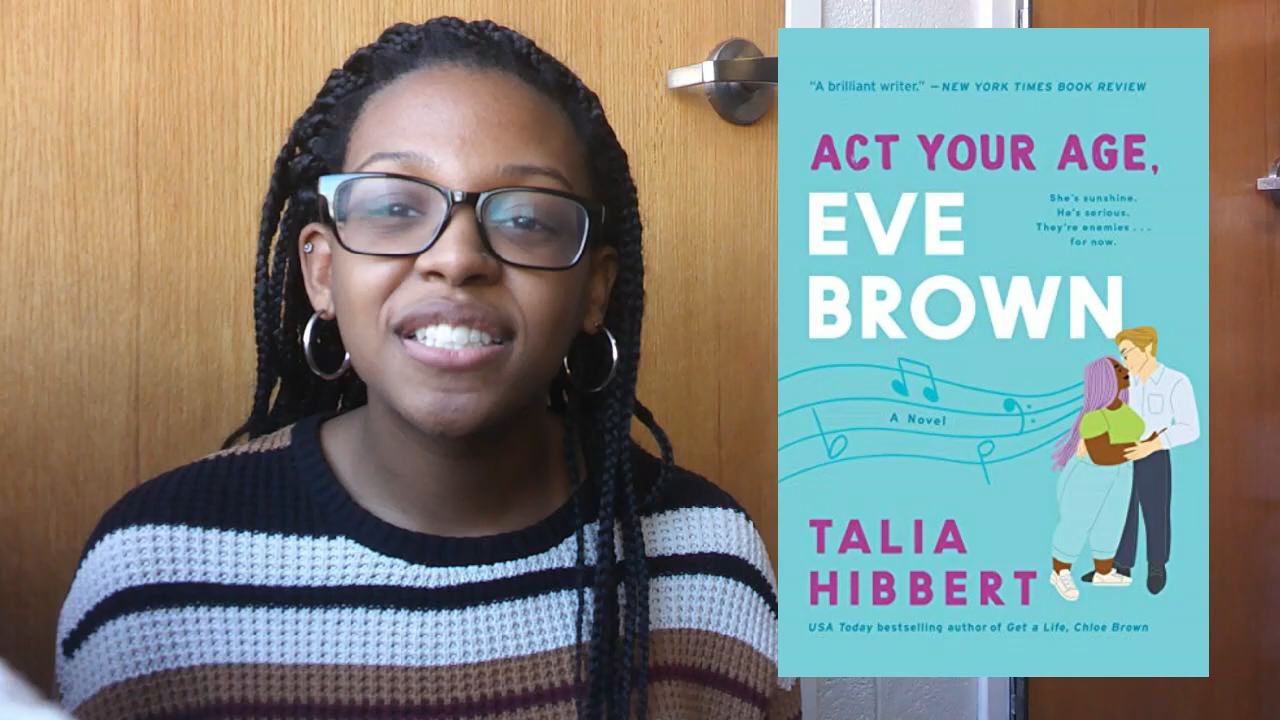 "A brilliant writer." —NEW YORK TIMES BOOK REVIEW
ACT YOUR AGE,
EVE
BROWN
She's sunshine.
He's serious.
They're enemies . . .
for now.
A Novel
TALIA
HIBBERT
USA Today bestselling author of Get a Life, Chloe Brown